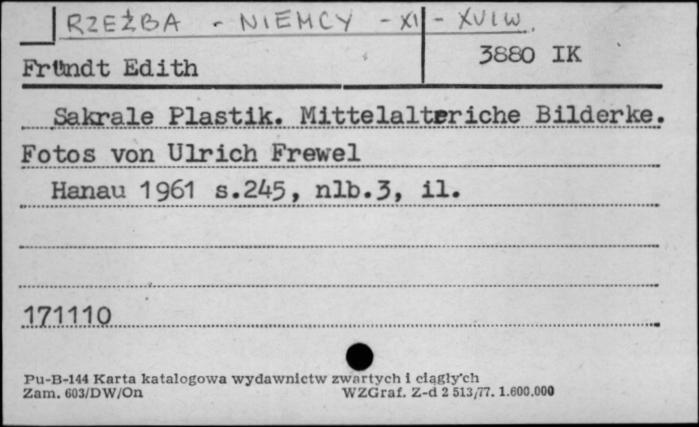 RZEŹBA - NIEMCY - XI - XVI W.
3880 IK
Fründt Edith
Sakrale Plastik. Mittelalteriche Bilderke.
Fotos von Ulrich Frewel
Hanau 1961 s.245, nlb.3, il.
171110
Pu-B-144 Karta katalogowa wydawnictw zwartych i ciągłych
Zam. 603/DW/On WZGraf. Z-d 2 513/77. 1.600.000